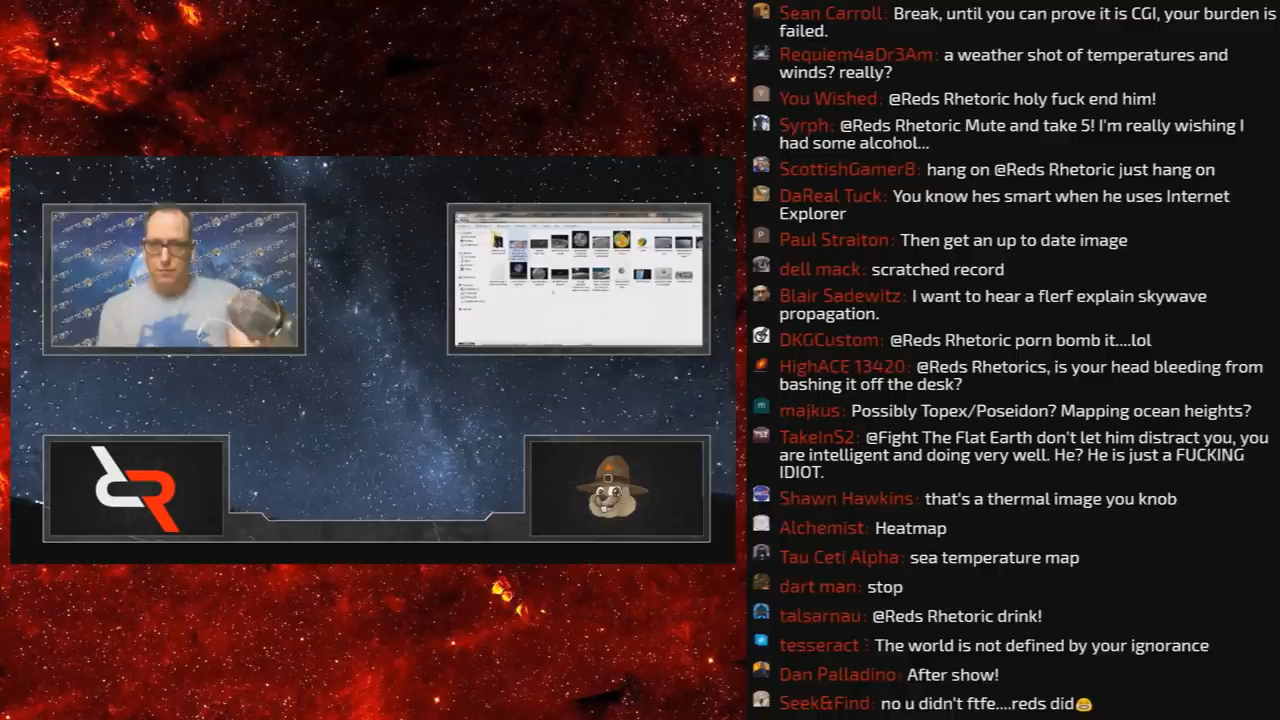 Sean Carroll: Break, until you can prove it is CGI, your burden is
failed.
Requiem4aDr3Am: a weather shot of temperatures and
winds? really?
You Wished: @Reds Rhetoric holy fuck end him!
Syrph: @Reds Rhetoric Mute and take 5! I'm really wishing I
had some alcohol...
ScottishGamer8: hang on @Reds Rhetoric just hang on
DaReal Tuck: You know hes smart when he uses Internet
Explorer
Paul Straiton: Then get an up to date image
dell mack: scratched record
Blair Sadewitz: I want to hear a flerf explain skywave
propagation.
DKGCustom: @Reds Rhetoric porn bomb it....lol
HighACE 13420: @Reds Rhetorics, is your head bleeding from
bashing it off the desk?
majkus: Possibly Topex/Poseidon? Mapping ocean heights?
TakeInS2: @Fight The Flat Earth don't let him distract you, you
are intelligent and doing very well. He? He is just a FUCKING
IDIOT.
Shawn Hawkins: that's a thermal image you knob
Alchemist: Heatmap
Tau Ceti Alpha: sea temperature map
dart man: stop
talsarnau: @Reds Rhetoric drink!
tesseract : The world is not defined by your ignorance
Dan Palladino: After show!
Seek&Find: no u didn't ftfe....reds did😁